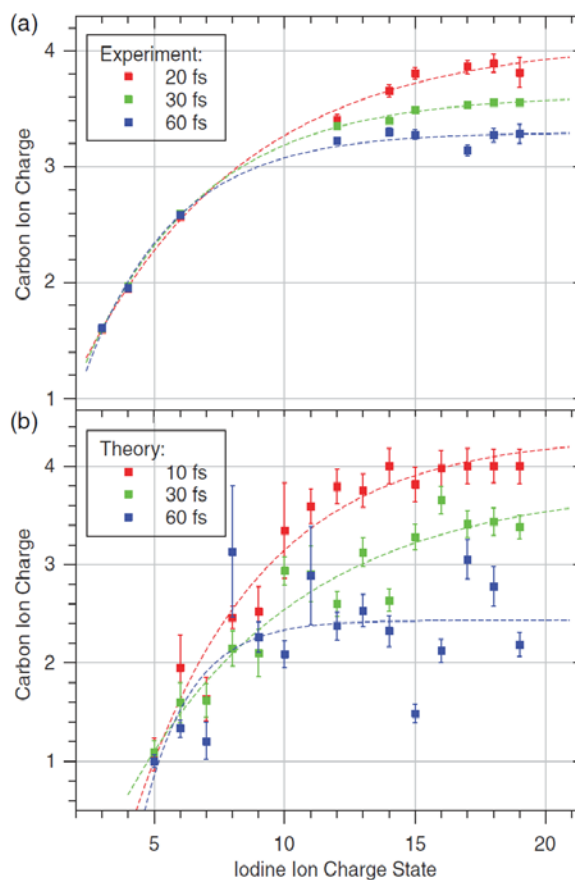 (a)
Experiment:
20 fs
30 fs
60 fs
4
3
2
1
Carbon Ion Charge
(b)
Theory:
10 fs
30 fs
60 fs
4
3
2
1
Carbon Ion Charge
5 10 15 20
Iodine Ion Charge State